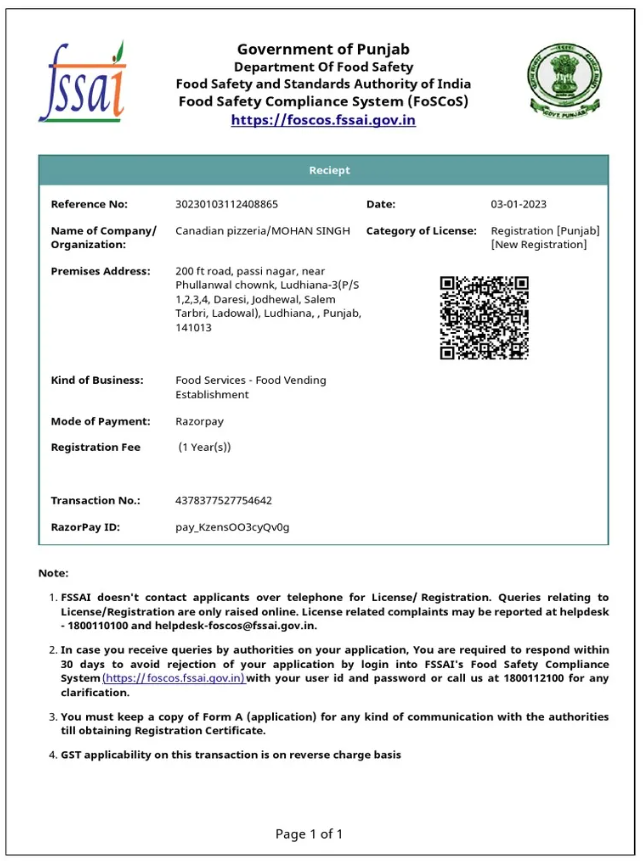 fssai
Government of Punjab
Department Of Food Safety
Food Safety and Standards Authority of India
Food Safety Compliance System (FoSCoS)
https://foscos.fssai.gov.in
GOVT. PUNJAB
Reciept
Reference No: 30230103112408865 Date: 03-01-2023
Name of Company/ Canadian pizzeria/MOHAN SINGH Category of License: Registration [Punjab]
Organization: [New Registration]
Premises Address: 200 ft road, passi nagar, near
Phullanwal chownk, Ludhiana-3(P/S
1,2,3,4, Daresi, Jodhewal, Salem
Tarbri, Ladowal), Ludhiana, , Punjab,
141013
Kind of Business: Food Services - Food Vending
Establishment
Mode of Payment: Razorpay
Registration Fee (1 Year(s))
Transaction No.: 4378377527754642
RazorPay ID: pay_KzensOO3cyQv0g
Note:
1. FSSAI doesn't contact applicants over telephone for License/ Registration. Queries relating to
License/Registration are only raised online. License related complaints may be reported at helpdesk
- 1800110100 and helpdesk-foscos@fssai.gov.in.
2. In case you receive queries by authorities on your application, You are required to respond within
30 days to avoid rejection of your application by login into FSSAI's Food Safety Compliance
System(https://foscos.fssai.gov.in)with your user id and password or call us at 1800112100 for any
clarification.
3. You must keep a copy of Form A (application) for any kind of communication with the authorities
till obtaining Registration Certificate.
4. GST applicability on this transaction is on reverse charge basis
Page 1 of 1